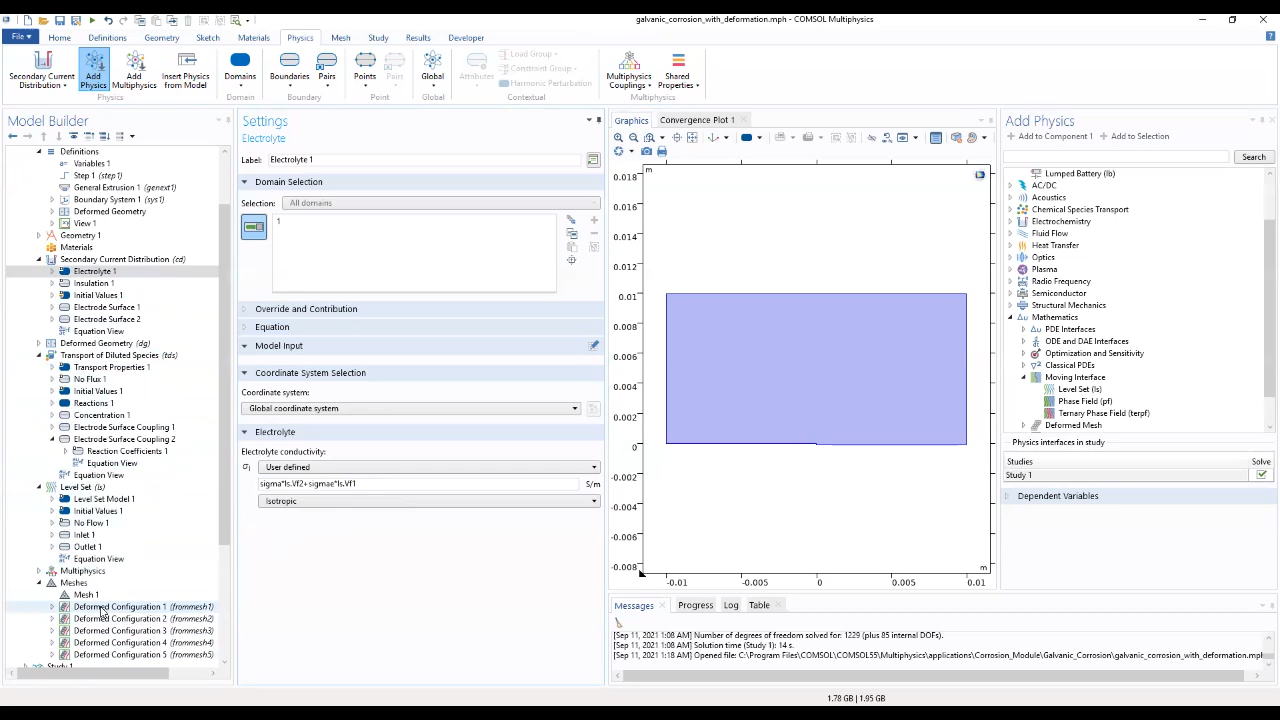 galvanic_corrosion_with_deformation.mph - COMSOL Multiphysics
File
Home
Definitions
Geometry
Sketch
Materials
Physics
Mesh
Study
Results
Developer
Secondary Current Distribution
Add Physics
Add Multiphysics
Insert Physics from Model
Domains
Boundaries
Pairs
Points
Pairs
Global
Attributes
Load Group
Constraint Group
Harmonic Perturbation
Multiphysics Couplings
Shared Properties
Physics
Domain
Boundary
Point
Global
Contextual
Multiphysics
Model Builder
Definitions
Variables 1
Step 1 (step1)
General Extrusion 1 (genext1)
Boundary System 1 (sys1)
Deformed Geometry
View 1
Geometry 1
Materials
Secondary Current Distribution (cd)
Electrolyte 1
Insulation 1
Initial Values 1
Electrode Surface 1
Electrode Surface 2
Equation View
Deformed Geometry (dg)
Transport of Diluted Species (tds)
Transport Properties 1
No Flux 1
Initial Values 1
Reactions 1
Concentration 1
Electrode Surface Coupling 1
Electrode Surface Coupling 2
Reaction Coefficients 1
Equation View
Equation View
Level Set (ls)
Level Set Model 1
Initial Values 1
No Flow 1
Inlet 1
Outlet 1
Equation View
Multiphysics
Meshes
Mesh 1
Deformed Configuration 1 (frommesh1)
Deformed Configuration 2 (frommesh2)
Deformed Configuration 3 (frommesh3)
Deformed Configuration 4 (frommesh4)
Deformed Configuration 5 (frommesh5)
Study 1
Settings
Electrolyte
Label: Electrolyte 1
Domain Selection
Selection: All domains
1
Override and Contribution
Equation
Model Input
Coordinate System Selection
Coordinate system:
Global coordinate system
Electrolyte
Electrolyte conductivity:
σl User defined
sigma*ls.Vf2+sigmae*ls.Vf1 S/m
Isotropic
Graphics
Convergence Plot 1
m
0.018
0.016
0.014
0.012
0.01
0.008
0.006
0.004
0.002
0
-0.002
-0.004
-0.006
-0.008
m
-0.01 -0.005 0 0.005 0.01
Messages
Progress
Log
Table
[Sep 11, 2021 1:08 AM] Number of degrees of freedom solved for: 1229 (plus 85 internal DOFs).
[Sep 11, 2021 1:08 AM] Solution time (Study 1): 14 s.
[Sep 11, 2021 1:18 AM] Opened file: C:\Program Files\COMSOL\COMSOL55\Multiphysics\applications\Corrosion_Module\Galvanic_Corrosion\galvanic_corrosion_with_deformation.mpl
Add Physics
Add to Component 1
Add to Selection
Search
Lumped Battery (lb)
AC/DC
Acoustics
Chemical Species Transport
Electrochemistry
Fluid Flow
Heat Transfer
Optics
Plasma
Radio Frequency
Semiconductor
Structural Mechanics
Mathematics
PDE Interfaces
ODE and DAE Interfaces
Optimization and Sensitivity
Classical PDEs
Moving Interface
Level Set (ls)
Phase Field (pf)
Ternary Phase Field (terpf)
Deformed Mesh
Physics interfaces in study
Studies Solve
Study 1
Dependent Variables
1.78 GB | 1.95 GB